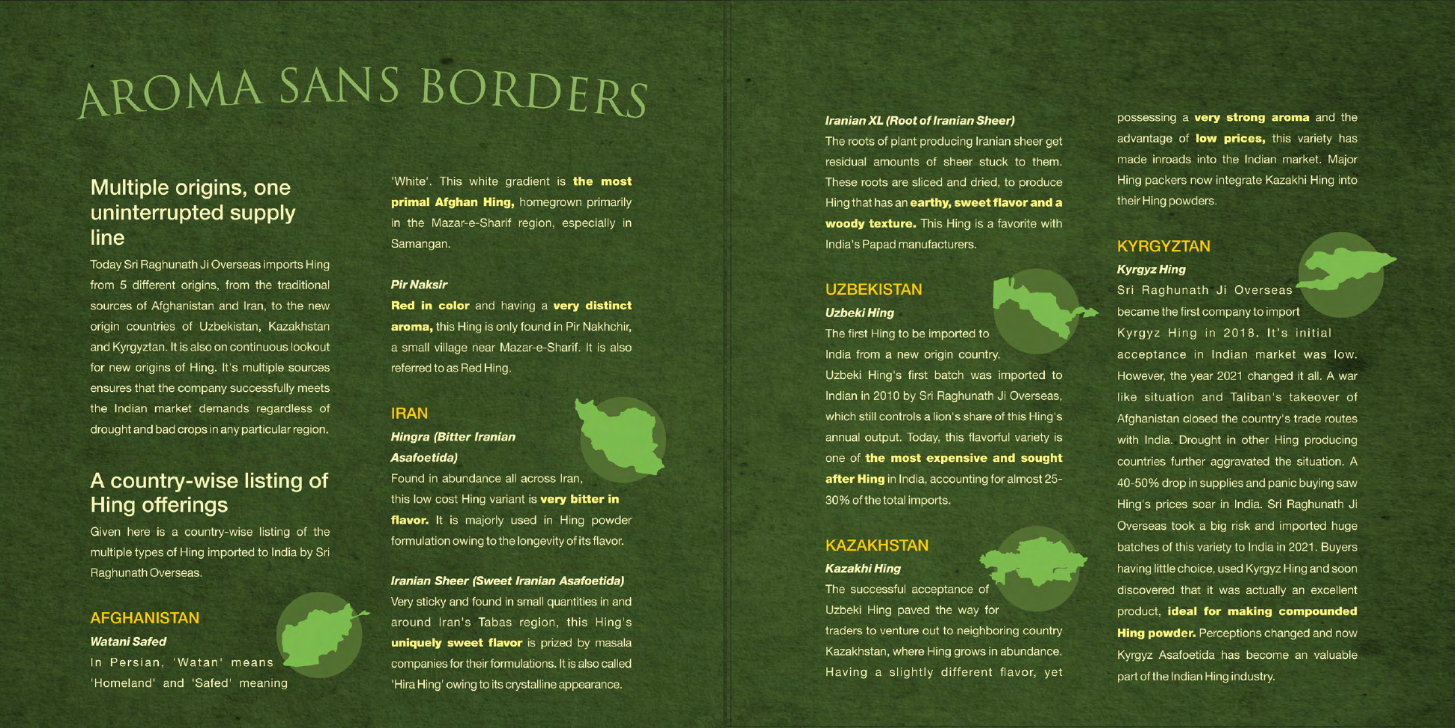 AROMA SANS BORDERS
Multiple origins, one
uninterrupted supply
line
Today Sri Raghunath Ji Overseas imports Hing
from 5 different origins, from the traditional
sources of Afghanistan and Iran, to the new
origin countries of Uzbekistan, Kazakhstan
and Kyrgyztan. It is also on continuous lookout
for new origins of Hing. It's multiple sources
ensures that the company successfully meets
the Indian market demands regardless of
drought and bad crops in any particular region.
A country-wise listing of
Hing offerings
Given here is a country-wise listing of the
multiple types of Hing imported to India by Sri
Raghunath Overseas.
AFGHANISTAN
Watani Safed
In Persian, 'Watan' means
'Homeland' and 'Safed' meaning
'White'. This white gradient is the most
primal Afghan Hing, homegrown primarily
in the Mazar-e-Sharif region, especially in
Samangan.
Pir Naksir
Red in color and having a very distinct
aroma, this Hing is only found in Pir Nakhchir,
a small village near Mazar-e-Sharif. It is also
referred to as Red Hing.
IRAN
Hingra (Bitter Iranian
Asafoetida)
Found in abundance all across Iran,
this low cost Hing variant is very bitter in
flavor. It is majorly used in Hing powder
formulation owing to the longevity of its flavor.
Iranian Sheer (Sweet Iranian Asafoetida)
Very sticky and found in small quantities in and
around Iran's Tabas region, this Hing's
uniquely sweet flavor is prized by masala
companies for their formulations. It is also called
'Hira Hing' owing to its crystalline appearance.
Iranian XL (Root of Iranian Sheer)
The roots of plant producing Iranian sheer get
residual amounts of sheer stuck to them.
These roots are sliced and dried, to produce
Hing that has an earthy, sweet flavor and a
woody texture. This Hing is a favorite with
India's Papad manufacturers.
UZBEKISTAN
Uzbeki Hing
The first Hing to be imported to
India from a new origin country.
Uzbeki Hing's first batch was imported to
Indian in 2010 by Sri Raghunath Ji Overseas,
which still controls a lion's share of this Hing's
annual output. Today, this flavorful variety is
one of the most expensive and sought
after Hing in India, accounting for almost 25-
30% of the total imports.
KAZAKHSTAN
Kazakhi Hing
The successful acceptance of
Uzbeki Hing paved the way for
traders to venture out to neighboring country
Kazakhstan, where Hing grows in abundance.
Having a slightly different flavor, yet
possessing a very strong aroma and the
advantage of low prices, this variety has
made inroads into the Indian market. Major
Hing packers now integrate Kazakhi Hing into
their Hing powders.
KYRGYZTAN
Kyrgyz Hing
Sri Raghunath Ji Overseas
became the first company to import
Kyrgyz Hing in 2018. It's initial
acceptance in Indian market was low.
However, the year 2021 changed it all. A war
like situation and Taliban's takeover of
Afghanistan closed the country's trade routes
with India. Drought in other Hing producing
countries further aggravated the situation. A
40-50% drop in supplies and panic buying saw
Hing's prices soar in India. Sri Raghunath Ji
Overseas took a big risk and imported huge
batches of this variety to India in 2021. Buyers
having little choice, used Kyrgyz Hing and soon
discovered that it was actually an excellent
product, ideal for making compounded
Hing powder. Perceptions changed and now
Kyrgyz Asafoetida has become an valuable
part of the Indian Hing industry.